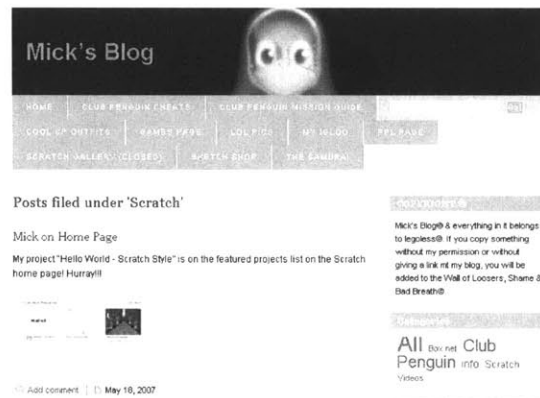 Mick's Blog
HOME CLUB PENGUIN CHEATS CLUB PENGUIN MISSION GUIDE
COOL CP OUTFITS GAMES PAGE LOL PICS MY IGLOO PPL PAGE
SCRATCH GALLERY (CLOSED) SKETCH SHOP THE SAMURAI
Posts filed under 'Scratch'
Mick on Home Page
My project "Hello World - Scratch Style" is on the featured projects list on the Scratch
home page! Hurray!!!
Add comment May 18, 2007
COPYRIGHT®
Mick's Blog® & everything in it belongs
to legoless®. If you copy something
without my permission or without
giving a link mt my blog, you will be
added to the Wall of Loosers, Shame &
Bad Breath®
Categories
All Box net Club
Penguin info Scratch
Videos